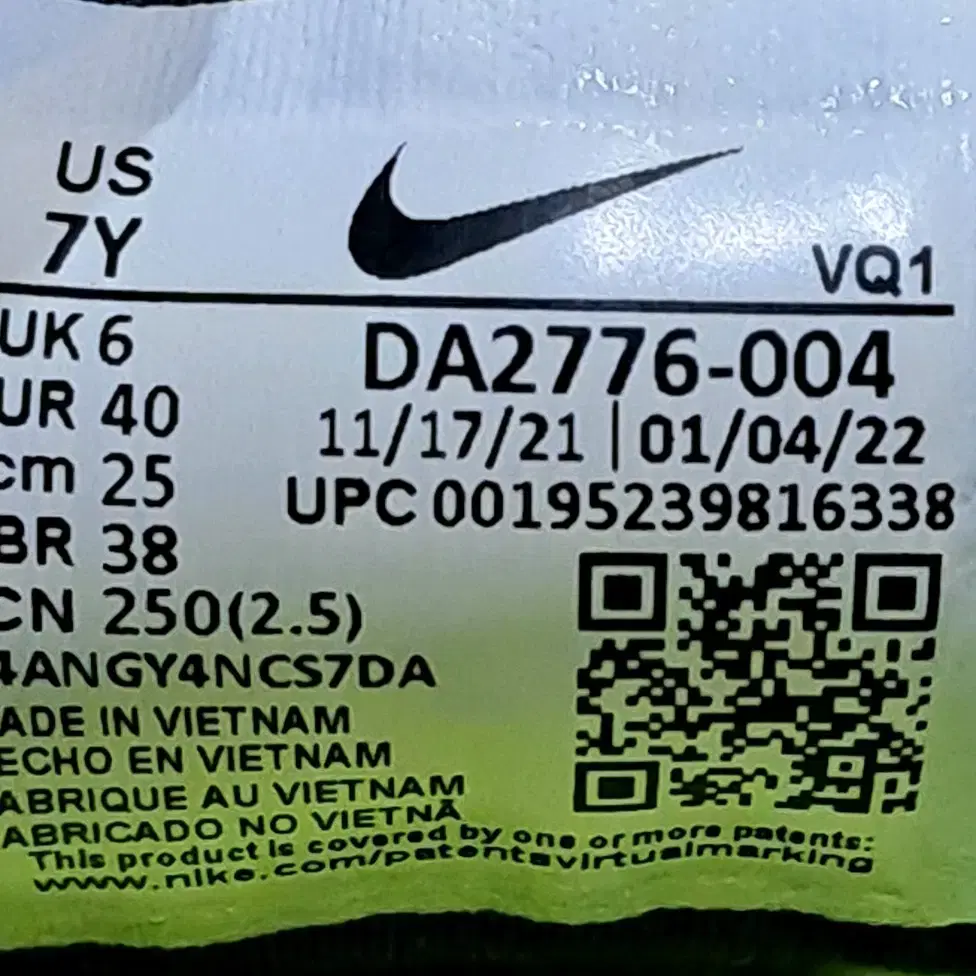 US
7Y
VQ1
UK 6
UR 40
cm 25
BR 38
CN 250(2.5)
DA2776-004
11/17/21 | 01/04/22
UPC 00195239816338
4ANGY4NCS7DA
ADE IN VIETNAM
ECHO EN VIETNAM
ABRIQUE AU VIETNAM
ABRICADO NO VIETNÃ
This product is covered by one or more patents:
www.nike.com/patentsvirtualmarking